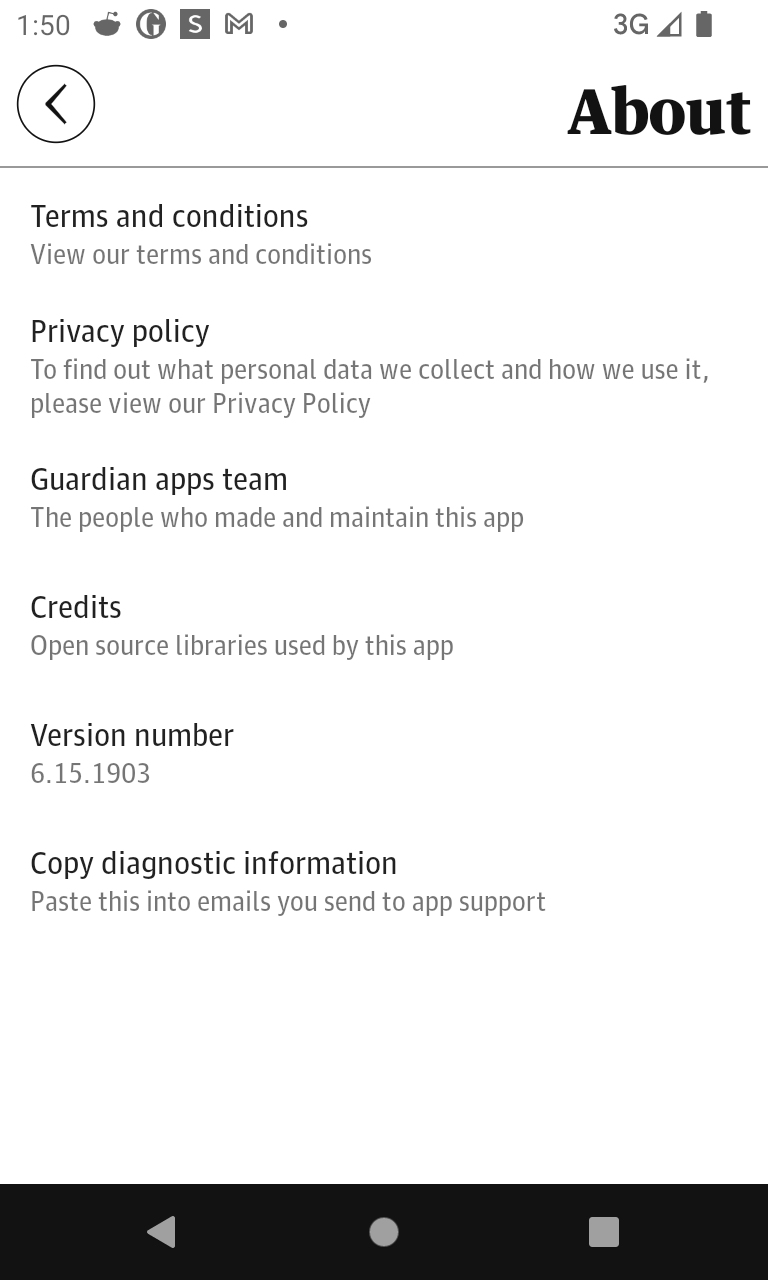 1:50
3G
About
Terms and conditions
View our terms and conditions
Privacy policy
To find out what personal data we collect and how we use it,
please view our Privacy Policy
Guardian apps team
The people who made and maintain this app
Credits
Open source libraries used by this app
Version number
6.15.1903
Copy diagnostic information
Paste this into emails you send to app support